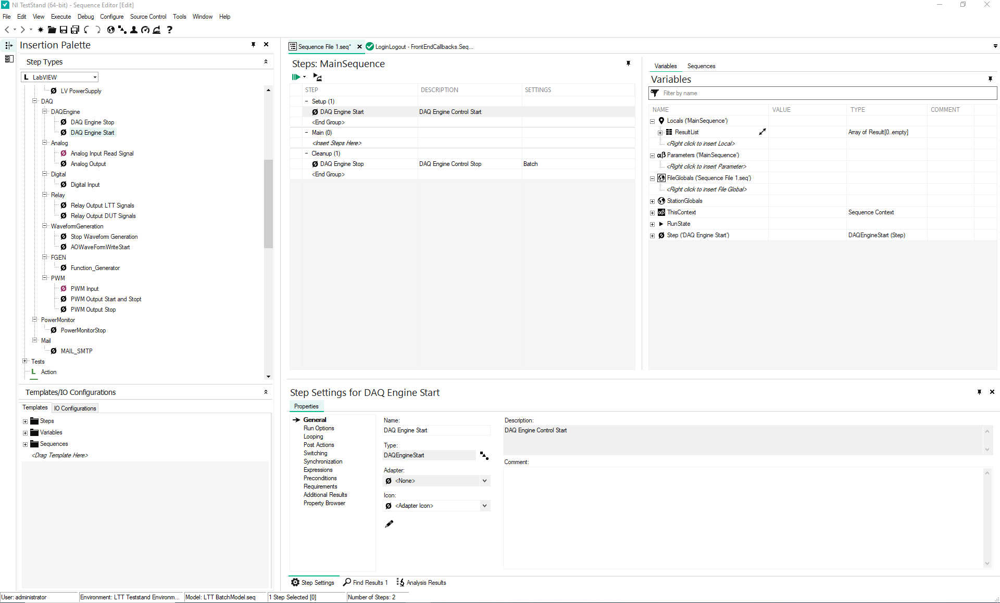 NI TestStand (64-bit) - Sequence Editor [Edit]
File Edit View Execute Debug Configure Source Control Tools Window Help
Insertion Palette
Step Types
L LabVIEW
LV PowerSupply
DAQ
DAQEngine
DAQ Engine Stop
DAQ Engine Start
Analog
Analog Input Read Signal
Analog Output
Digital
Digital Input
Relay
Relay Output LTT Signals
Relay Output DUT Signals
WaveformGeneration
Stop Waveform Generation
AOWaveFormWriteStart
FGEN
Function_Generator
PWM
PWM Input
PWM Output Start and Stopt
PWM Output Stop
PowerMonitor
PowerMonitorStop
Mail
MAIL_SMTP
Tests
L Action
Templates/IO Configurations
Templates IO Configurations
Steps
Variables
Sequences
<Drag Template Here>
Sequence File 1.seq* LoginLogout - FrontEndCallbacks.Seq...
Steps: MainSequence
STEP DESCRIPTION SETTINGS
Setup (1)
DAQ Engine Start DAQ Engine Control Start
<End Group>
Main (0)
<Insert Steps Here>
Cleanup (1)
DAQ Engine Stop DAQ Engine Control Stop Batch
<End Group>
Variables Sequences
Variables
Filter by name
NAME VALUE TYPE COMMENT
Locals ('MainSequence')
ResultList Array of Result[0..empty]
<Right click to insert Local>
αβ Parameters ('MainSequence')
<Right click to insert Parameter>
FileGlobals ('Sequence File 1.seq')
<Right click to insert File Global>
StationGlobals
αβ ThisContext Sequence Context
RunState
Step ('DAQ Engine Start') DAQEngineStart (Step)
Step Settings for DAQ Engine Start
Properties
General
Run Options
Looping
Post Actions
Switching
Synchronization
Expressions
Preconditions
Requirements
Additional Results
Property Browser
Name:
DAQ Engine Start
Type:
DAQEngineStart
Adapter:
<None>
Icon:
<Adapter Icon>
Description:
DAQ Engine Control Start
Comment:
Step Settings Find Results 1 Analysis Results
User: administrator Environment: LTT Teststand Environm... Model: LTT BatchModel.seq 1 Step Selected [0] Number of Steps: 2